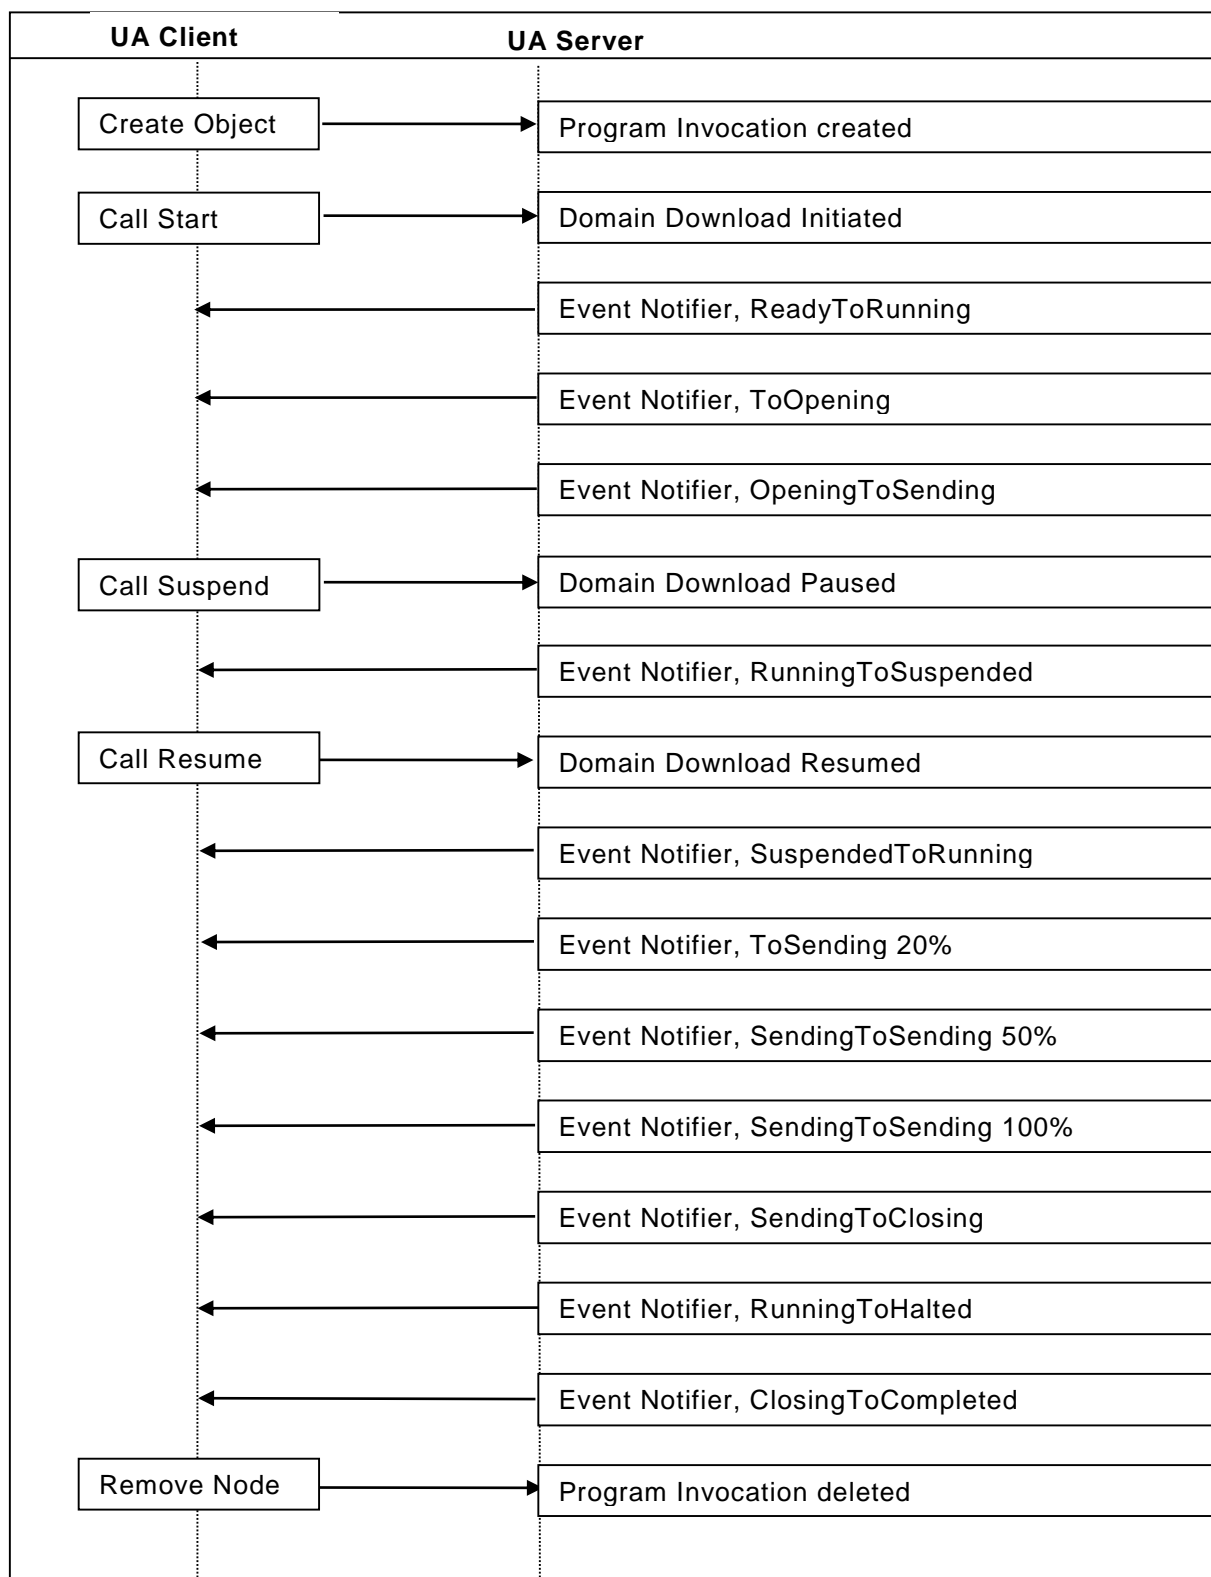 UA Client
UA Server
Create Object
Program Invocation created
Call Start
Domain Download Initiated
Event Notifier, ReadyToRunning
Event Notifier, ToOpening
Event Notifier, OpeningToSending
Call Suspend
Domain Download Paused
Event Notifier, RunningToSuspended
Call Resume
Domain Download Resumed
Event Notifier, SuspendedToRunning
Event Notifier, ToSending 20%
Event Notifier, SendingToSending 50%
Event Notifier, SendingToSending 100%
Event Notifier, SendingToClosing
Event Notifier, RunningToHalted
Event Notifier, ClosingToCompleted
Remove Node
Program Invocation deleted